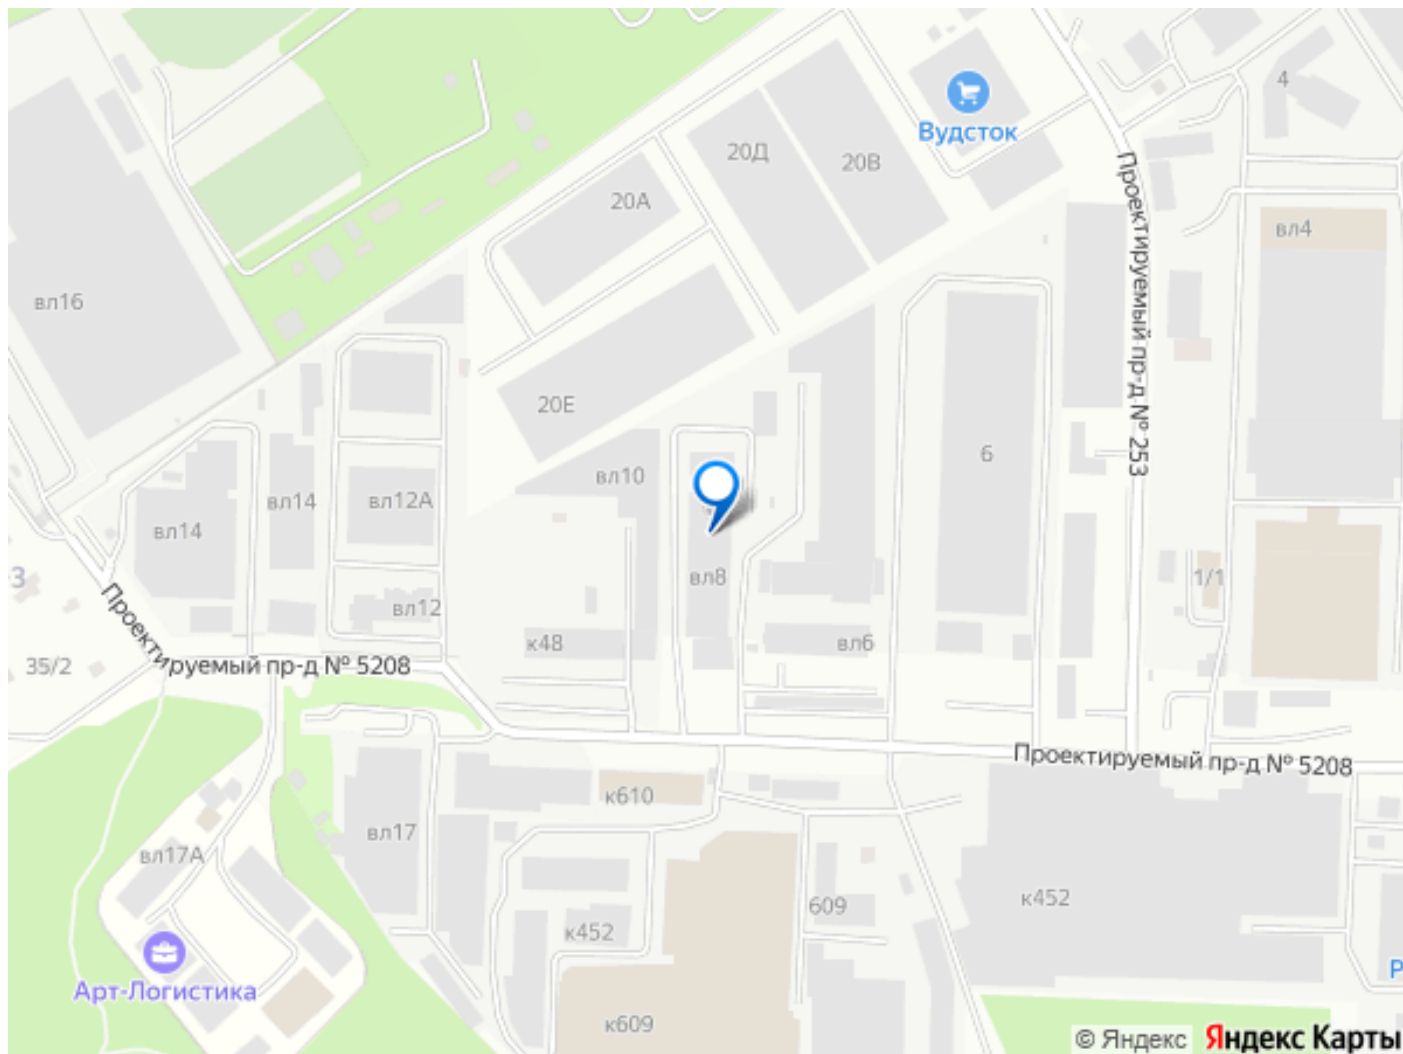 4
Вудсток
20Д
20В
20А
вл4
вл16
Проектируемый пр-д № 253
20Е
6
вл10
вл14
вл12А
вл14
3
вл8
1/1
вл12
Проектируемый пр-д № 5208
к48
вл6
35/2
Проектируемый пр-д № 5208
к610
вл17
вл17А
к452
609
к452
Арт-Логистика
Р
к609
© Яндекс Яндекс Карты